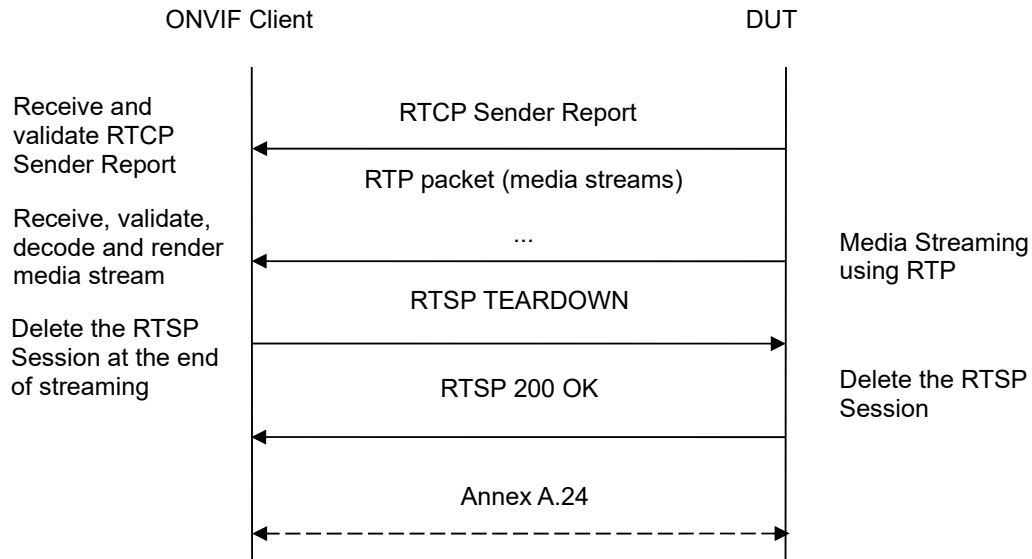 ONVIF Client
DUT
Receive and
validate RTCP
Sender Report
RTCP Sender Report
RTP packet (media streams)
Receive, validate,
decode and render
media stream
...
Media Streaming
using RTP
RTSP TEARDOWN
Delete the RTSP
Session at the end
of streaming
RTSP 200 OK
Delete the RTSP
Session
Annex A.24